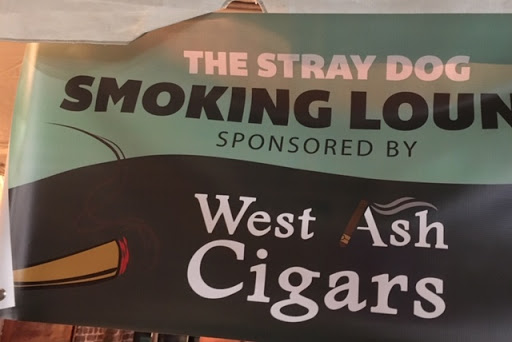 THE STRAY DOG
SMOKING LOUN
SPONSORED BY
West Ash
Cigars